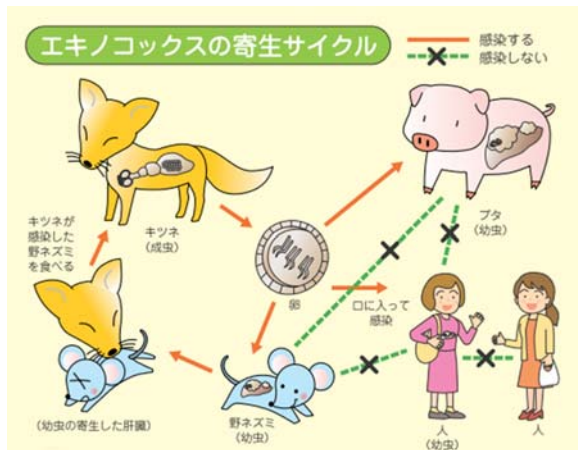 エキノコックスの寄生サイクル
感染する
感染しない
キツネが
感染した
野ネズミ
を食べる
キツネ
(成虫)
ブタ
(幼虫)
卵
口に入って
感染
(幼虫の寄生した肝臓)
野ネズミ
(幼虫)
人
(幼虫)
人